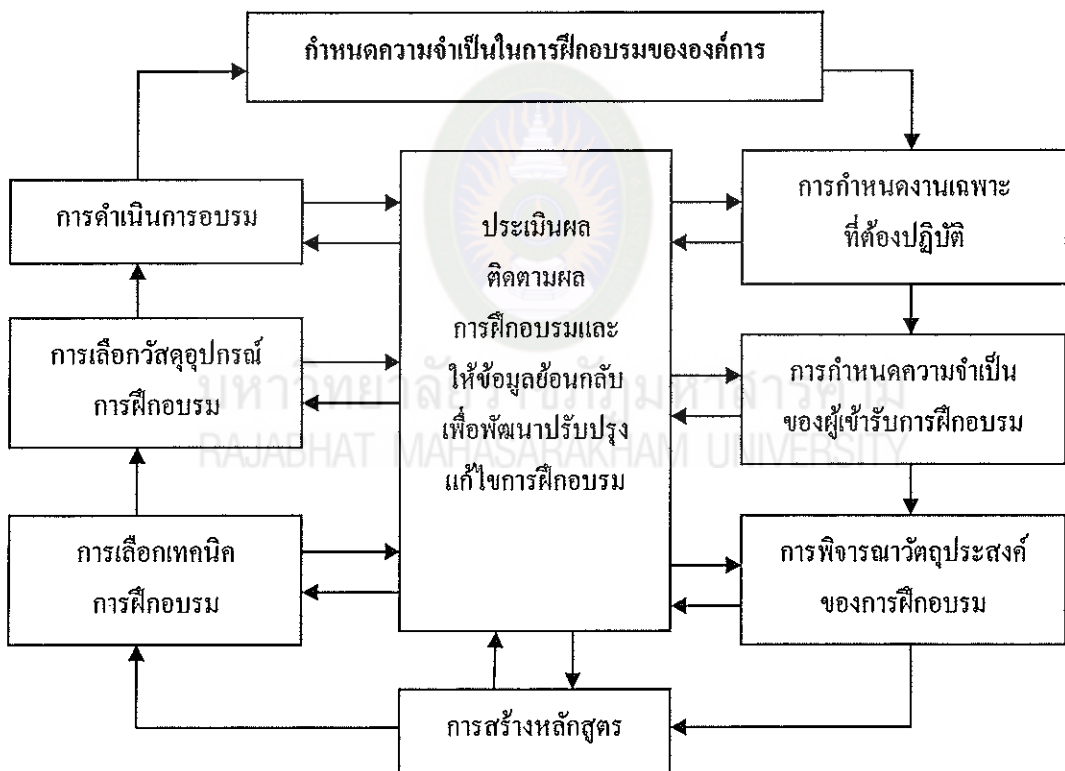 กำหนดความจำเป็นในการฝึกอบรมขององค์การ
การกำหนดงานเฉพาะ
ที่ต้องปฏิบัติ
การกำหนดความจำเป็น
ของผู้เข้ารับการฝึกอบรม
การพิจารณาวัตถุประสงค์
ของการฝึกอบรม
การสร้างหลักสูตร
การเลือกเทคนิค
การฝึกอบรม
การเลือกวัสดุอุปกรณ์
การฝึกอบรม
การดำเนินการอบรม
ประเมินผล
ติดตามผล
การฝึกอบรมและ
ให้ข้อมูลย้อนกลับ
เพื่อพัฒนาปรับปรุง
แก้ไขการฝึกอบรม
มหาวิทยาลัยราชภัฏมหาสารคาม
RAJABHAT MAHASARAKHAM UNIVERSITY